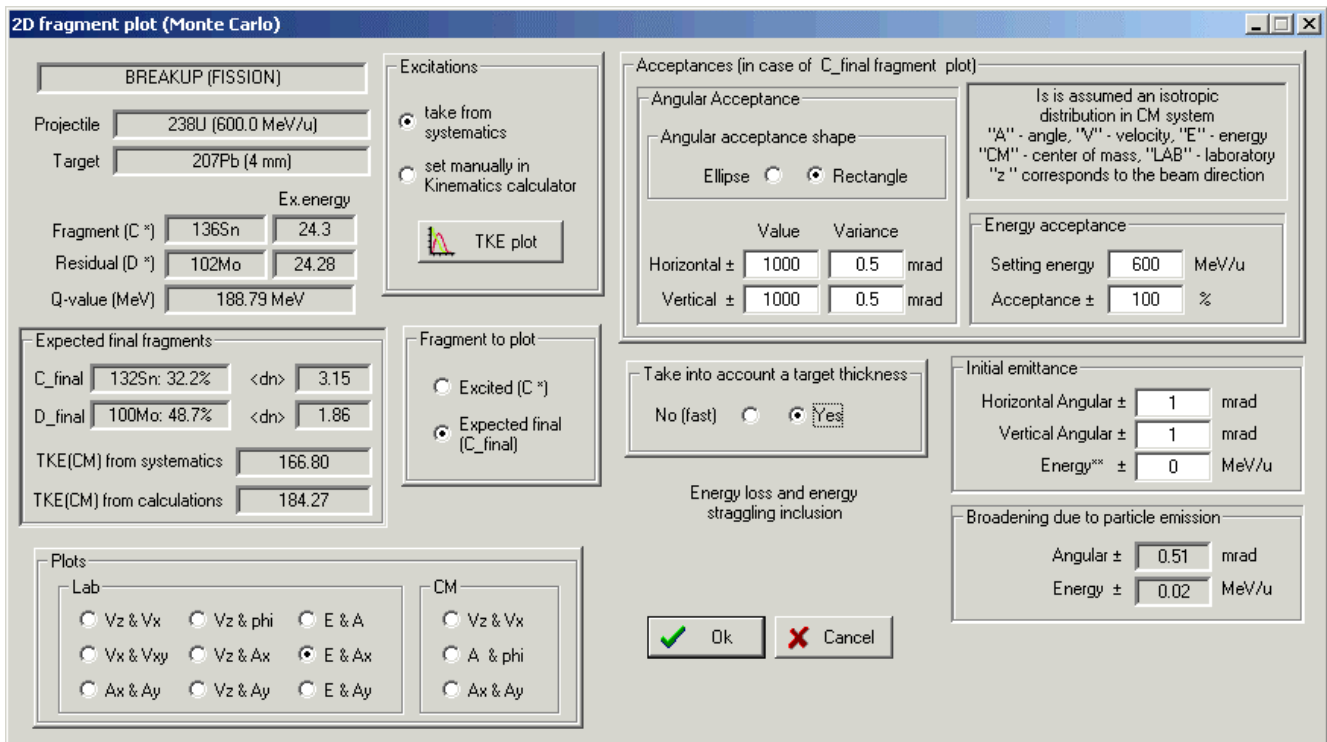 2D fragment plot (Monte Carlo)
BREAKUP (FISSION)
Projectile 238U (600.0 MeV/u)
Target 207Pb (4 mm)
Ex.energy
Fragment (C *) 136Sn 24.3
Residual (D *) 102Mo 24.28
Q-value (MeV) 188.79 MeV
Excitations
take from
systematics
set manually in
Kinematics calculator
TKE plot
Acceptances (in case of C_final fragment plot)
Angular Acceptance
Angular acceptance shape
Ellipse Rectangle
Value Variance
Horizontal ± 1000 0.5 mrad
Vertical ± 1000 0.5 mrad
Is is assumed an isotropic
distribution in CM system
"A" - angle, "V" - velocity, "E" - energy
"CM" - center of mass, "LAB" - laboratory
"z " corresponds to the beam direction
Energy acceptance
Setting energy 600 MeV/u
Acceptance ± 100 %
Expected final fragments
C_final 132Sn: 32.2% <dn> 3.15
D_final 100Mo: 48.7% <dn> 1.86
TKE(CM) from systematics 166.80
TKE(CM) from calculations 184.27
Fragment to plot
Excited (C *)
Expected final
(C_final)
Take into account a target thickness
No (fast) Yes
Energy loss and energy
straggling inclusion
Initial emittance
Horizontal Angular ± 1 mrad
Vertical Angular ± 1 mrad
Energy** ± 0 MeV/u
Broadening due to particle emission
Angular ± 0.51 mrad
Energy ± 0.02 MeV/u
Plots
Lab
Vz & Vx Vz & phi E & A
Vx & Vxy Vz & Ax E & Ax
Ax & Ay Vz & Ay E & Ay
CM
Vz & Vx
A & phi
Ax & Ay
Ok Cancel